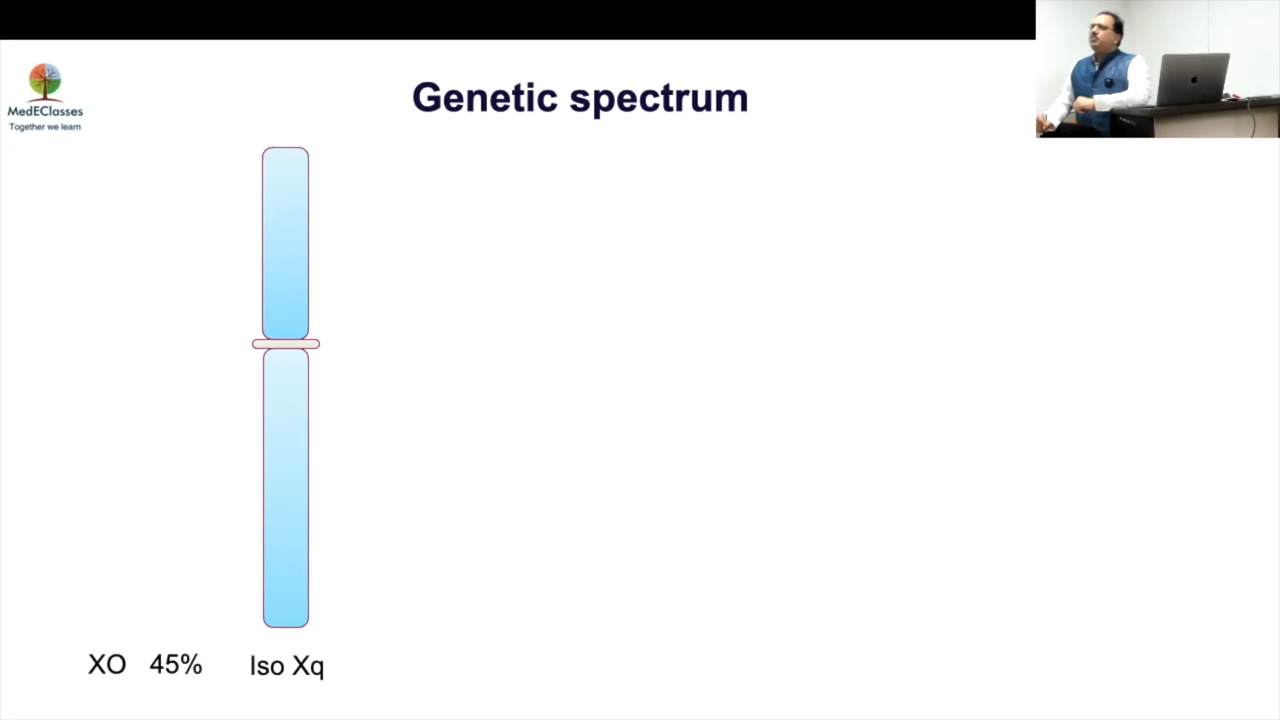 Genetic spectrum
MedEClasses
Together we learn
XO 45% Iso Xq